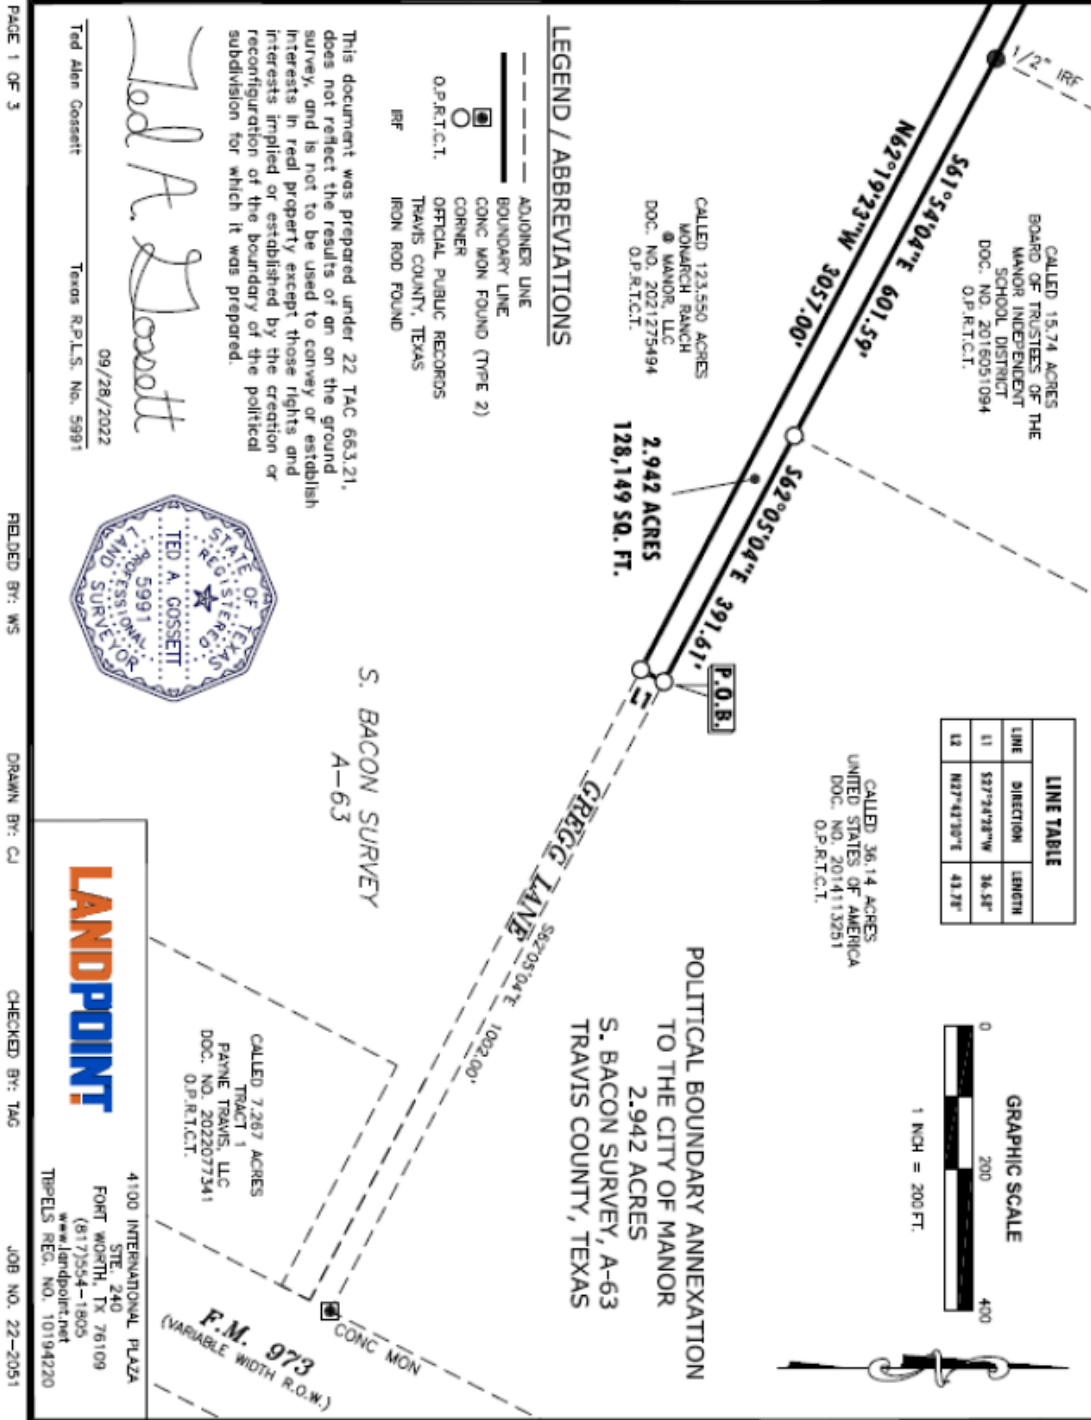 1/2" IRF
CALLED 15.74 ACRES
BOARD OF TRUSTEES OF THE
MANOR INDEPENDENT
SCHOOL DISTRICT
DOC. NO. 2016051094
O.P.R.T.C.T.
S61°54'04"E 601.59'
N62°19'23"W 3057.00'
CALLED 123.550 ACRES
MONARCH RANCH
@ MANOR, LLC
DOC. NO. 2021275494
O.P.R.T.C.T.
2.942 ACRES
128,149 SQ. FT.
S62°05'04"E 391.61'
P.O.B.
L1
LINE TABLE
LINE DIRECTION LENGTH
L1 S27°24'28"W 36.58'
L2 N27°42'30"E 43.78'
CALLED 36.14 ACRES
UNITED STATES OF AMERICA
DOC. NO. 2014113251
O.P.R.T.C.T.
GRAPHIC SCALE
0 200 400
1 INCH = 200 FT.
LEGEND / ABBREVIATIONS
ADJOINER LINE
BOUNDARY LINE
CONC MON FOUND (TYPE 2)
CORNER
O.P.R.T.C.T. OFFICIAL PUBLIC RECORDS
TRAVIS COUNTY, TEXAS
IRF IRON ROD FOUND
GREGG LANE
S62°05'04"E 1002.00'
S. BACON SURVEY
A-63
POLITICAL BOUNDARY ANNEXATION
TO THE CITY OF MANOR
2.942 ACRES
S. BACON SURVEY, A-63
TRAVIS COUNTY, TEXAS
CALLED 7.267 ACRES
TRACT 1
PAYNE TRAVIS, LLC
DOC. NO. 2022077341
O.P.R.T.C.T.
CONC MON
F.M. 973
(VARIABLE WIDTH R.O.W.)
This document was prepared under 22 TAC 663.21,
does not reflect the results of an on the ground
survey, and is not to be used to convey or establish
interests in real property except those rights and
interests implied or established by the creation or
reconfiguration of the boundary of the political
subdivision for which it was prepared.
Ted A. Gossett
09/28/2022
Ted Alen Gossett Texas R.P.L.S. No. 5991
STATE OF TEXAS
REGISTERED
TED A. GOSSETT
5991
PROFESSIONAL
LAND SURVEYOR
LANDPOINT
4100 INTERNATIONAL PLAZA
STE. 240
FORT WORTH, TX 76109
(817)554-1805
www.landpoint.net
TBPELS REG. NO. 10194220
PAGE 1 OF 3 FIELDED BY: WS DRAWN BY: CJ CHECKED BY: TAG JOB NO. 22-2051